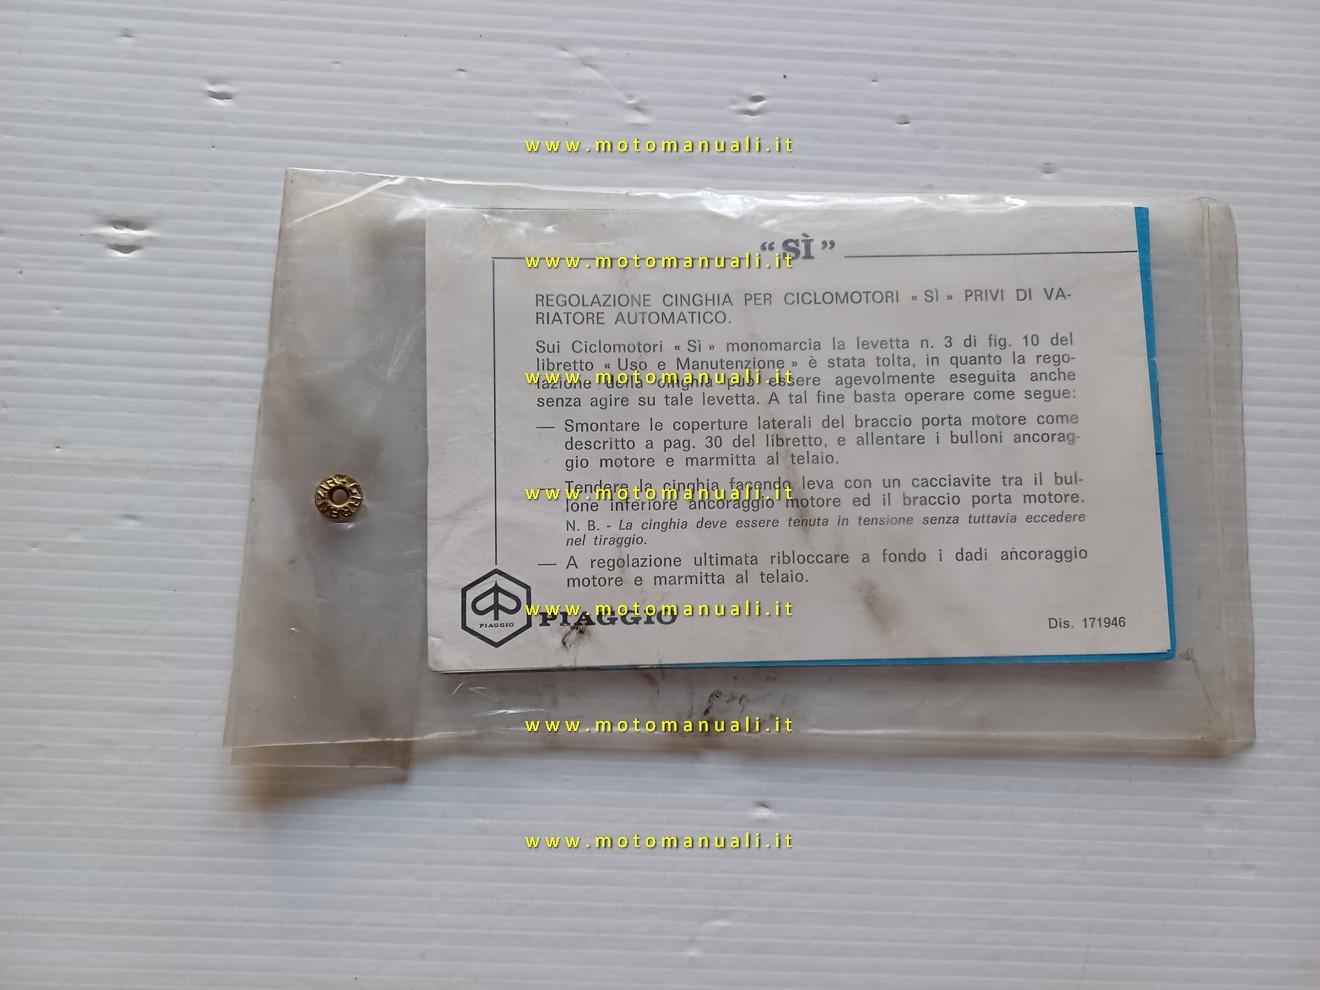 www.motomanuali.it
“ SÌ ”
www.motomanuali.it
REGOLAZIONE CINGHIA PER CICLOMOTORI « SÌ » PRIVI DI VA-
RIATORE AUTOMATICO.
Sui Ciclomotori « Sì » monomarcia la levetta n. 3 di fig. 10 del
libretto « Uso e Manutenzione » è stata tolta, in quanto la rego-
lazione della cinghia può essere agevolmente eseguita anche
www.motomanuali.it
senza agire su tale levetta. A tal fine basta operare come segue:
— Smontare le coperture laterali del braccio porta motore come
descritto a pag. 30 del libretto, e allentare i bulloni ancorag-
gio motore e marmitta al telaio.
— Tendere la cinghia facendo leva con un cacciavite tra il bul-
www.motomanuali.it
lone inferiore ancoraggio motore ed il braccio porta motore.
N. B. - La cinghia deve essere tenuta in tensione senza tuttavia eccedere
nel tiraggio.
— A regolazione ultimata ribloccare a fondo i dadi ancoraggio
motore e marmitta al telaio.
www.motomanuali.it
PIAGGIO
PIAGGIO
Dis. 171946
www.motomanuali.it
www.motomanuali.it